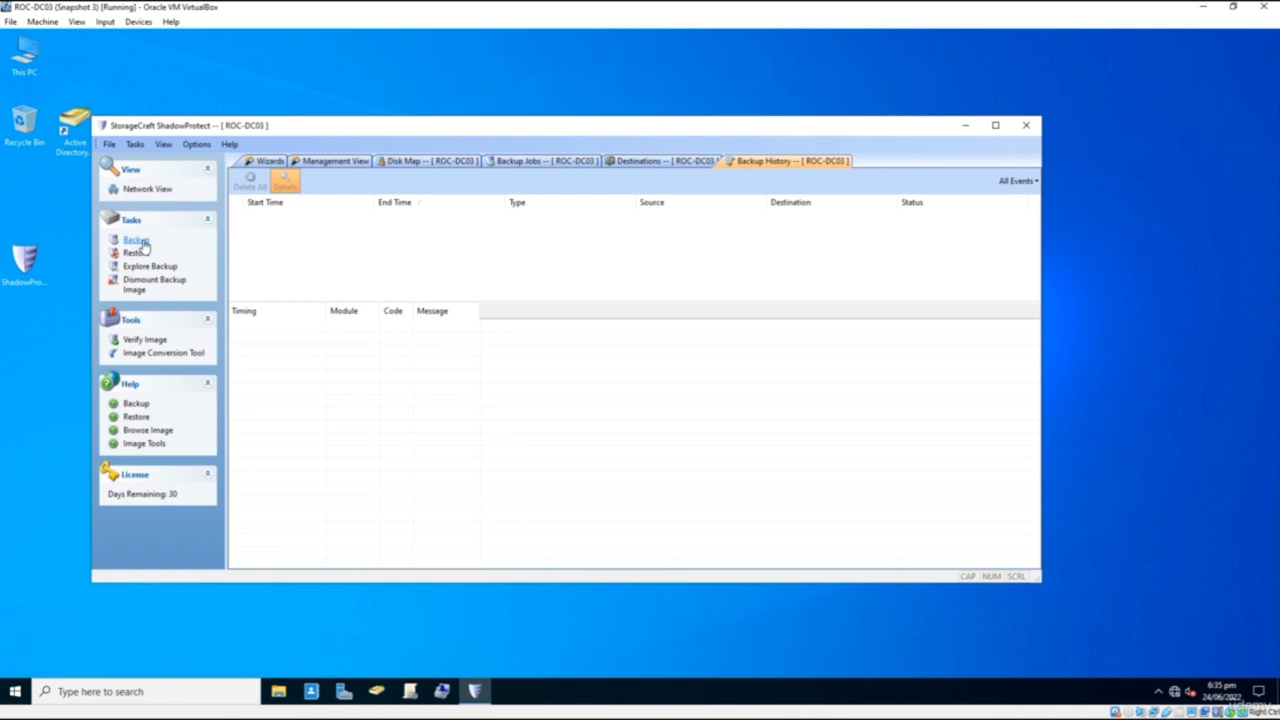 ROC-DC03 (Snapshot 3) [Running] - Oracle VM VirtualBox
File Machine View Input Devices Help
This PC
Recycle Bin
Active Directory...
ShadowPro...
StorageCraft ShadowProtect -- [ ROC-DC03 ]
File Tasks View Options Help
View
Network View
Tasks
Backup
Restore
Explore Backup
Dismount Backup
Image
Tools
Verify Image
Image Conversion Tool
Help
Backup
Restore
Browse Image
Image Tools
License
Days Remaining: 30
Wizards Management View Disk Map -- [ ROC-DC03 ] Backup Jobs -- [ ROC-DC03 ] Destinations -- [ ROC-DC03 ] Backup History -- [ ROC-DC03 ]
Delete All Details All Events
Start Time End Time Type Source Destination Status
Timing Module Code Message
CAP NUM SCRL
Type here to search
6:35 pm
24/06/2022
udemy
Right Ctrl